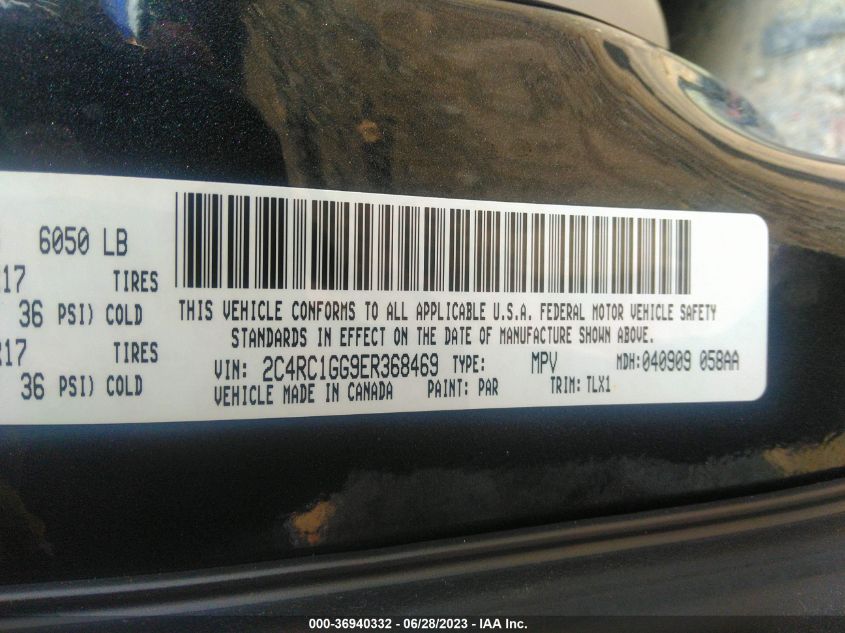 6050 LB
17 TIRES
36 PSI) COLD
R17 TIRES
36 PSI) COLD
THIS VEHICLE CONFORMS TO ALL APPLICABLE U.S.A. FEDERAL MOTOR VEHICLE SAFETY
STANDARDS IN EFFECT ON THE DATE OF MANUFACTURE SHOWN ABOVE.
VIN: 2C4RC1GG9ER368469 TYPE: MPV MDH:040909 058AA
VEHICLE MADE IN CANADA PAINT: PAR TRIM: TLX1
000-36940332 - 06/28/2023 - IAA Inc.